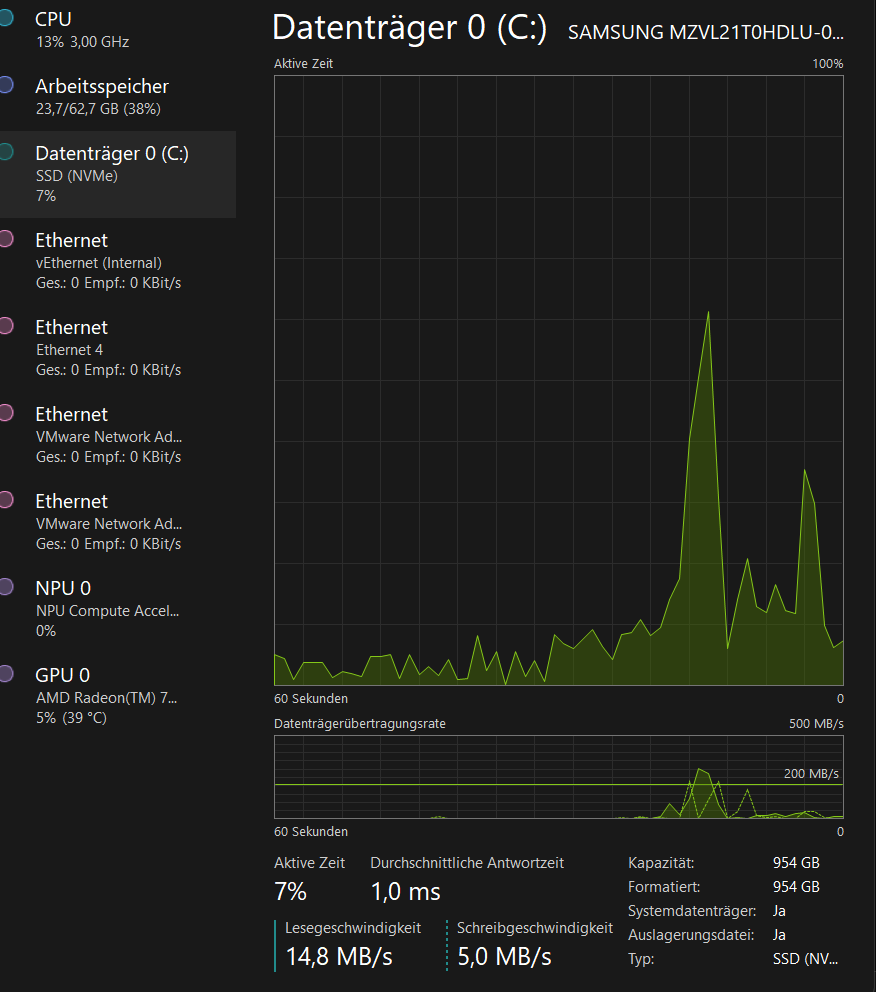 CPU
13% 3,00 GHz
Arbeitsspeicher
23,7/62,7 GB (38%)
Datenträger 0 (C:)
SSD (NVMe)
7%
Ethernet
vEthernet (Internal)
Ges.: 0 Empf.: 0 KBit/s
Ethernet
Ethernet 4
Ges.: 0 Empf.: 0 KBit/s
Ethernet
VMware Network Ad...
Ges.: 0 Empf.: 0 KBit/s
Ethernet
VMware Network Ad...
Ges.: 0 Empf.: 0 KBit/s
NPU 0
NPU Compute Accel...
0%
GPU 0
AMD Radeon(TM) 7...
5% (39 °C)
Datenträger 0 (C:) SAMSUNG MZVL21T0HDLU-0...
Aktive Zeit 100%
60 Sekunden 0
Datenträgerübertragungsrate 500 MB/s
200 MB/s
60 Sekunden 0
Aktive Zeit Durchschnittliche Antwortzeit
7% 1,0 ms
Lesegeschwindigkeit Schreibgeschwindigkeit
14,8 MB/s 5,0 MB/s
Kapazität: 954 GB
Formatiert: 954 GB
Systemdatenträger: Ja
Auslagerungsdatei: Ja
Typ: SSD (NV...